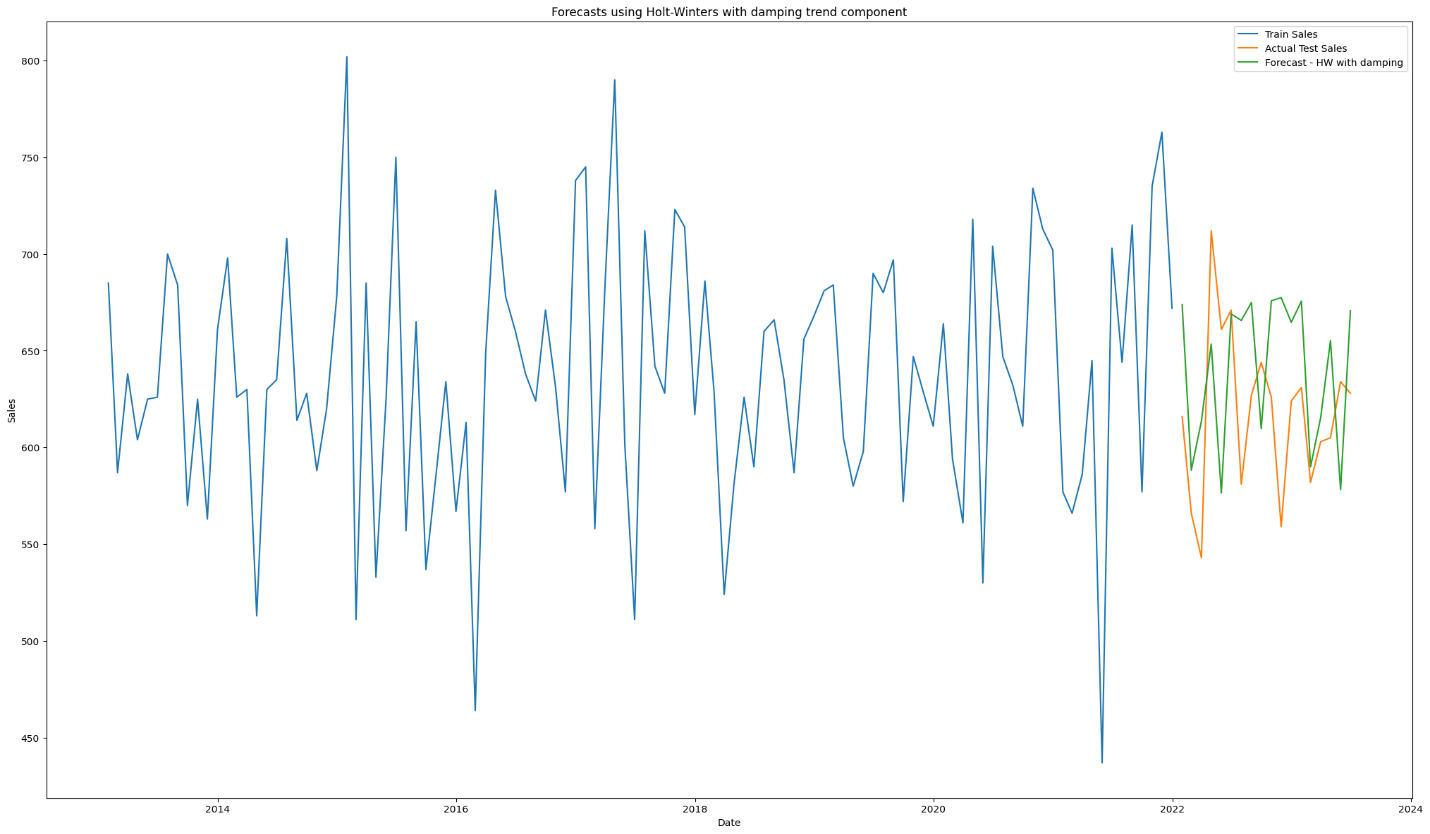 Forecasts using Holt-Winters with damping trend component
Train Sales
Actual Test Sales
Forecast - HW with damping
800
750
700
650
600
550
500
450
Sales
2014
2016
2018
2020
2022
2024
Date